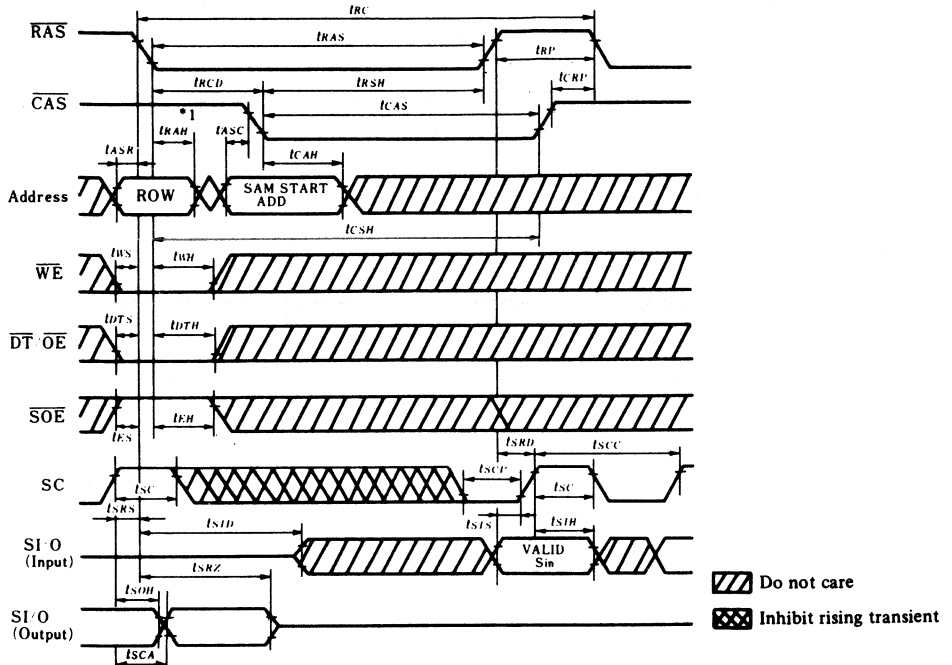 tRC
RAS
tRAS
tRP
tRCD
tRSH
tCRP
CAS
*1
tCAS
tRAH
tASC
tASR
tCAH
Address
ROW
SAM START
ADD
tCSH
tWS
tWH
WE
tDTS
tDTH
DT/OE
SOE
tES
tEH
tSRD
tSCC
tSCP
SC
tSC
tSC
tSRS
tSIS
tSIH
tSID
SI/O
(Input)
VALID
Sin
tSRZ
Do not care
tSOH
SI/O
(Output)
Inhibit rising transient
tSCA